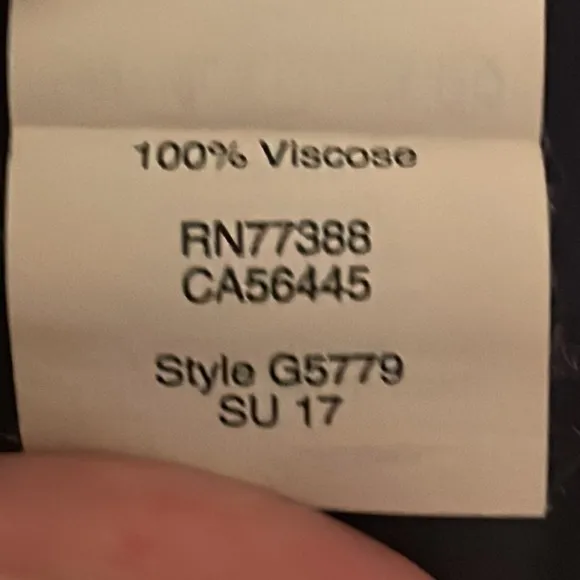 100% Viscose
RN77388
CA56445
Style G5779
SU 17